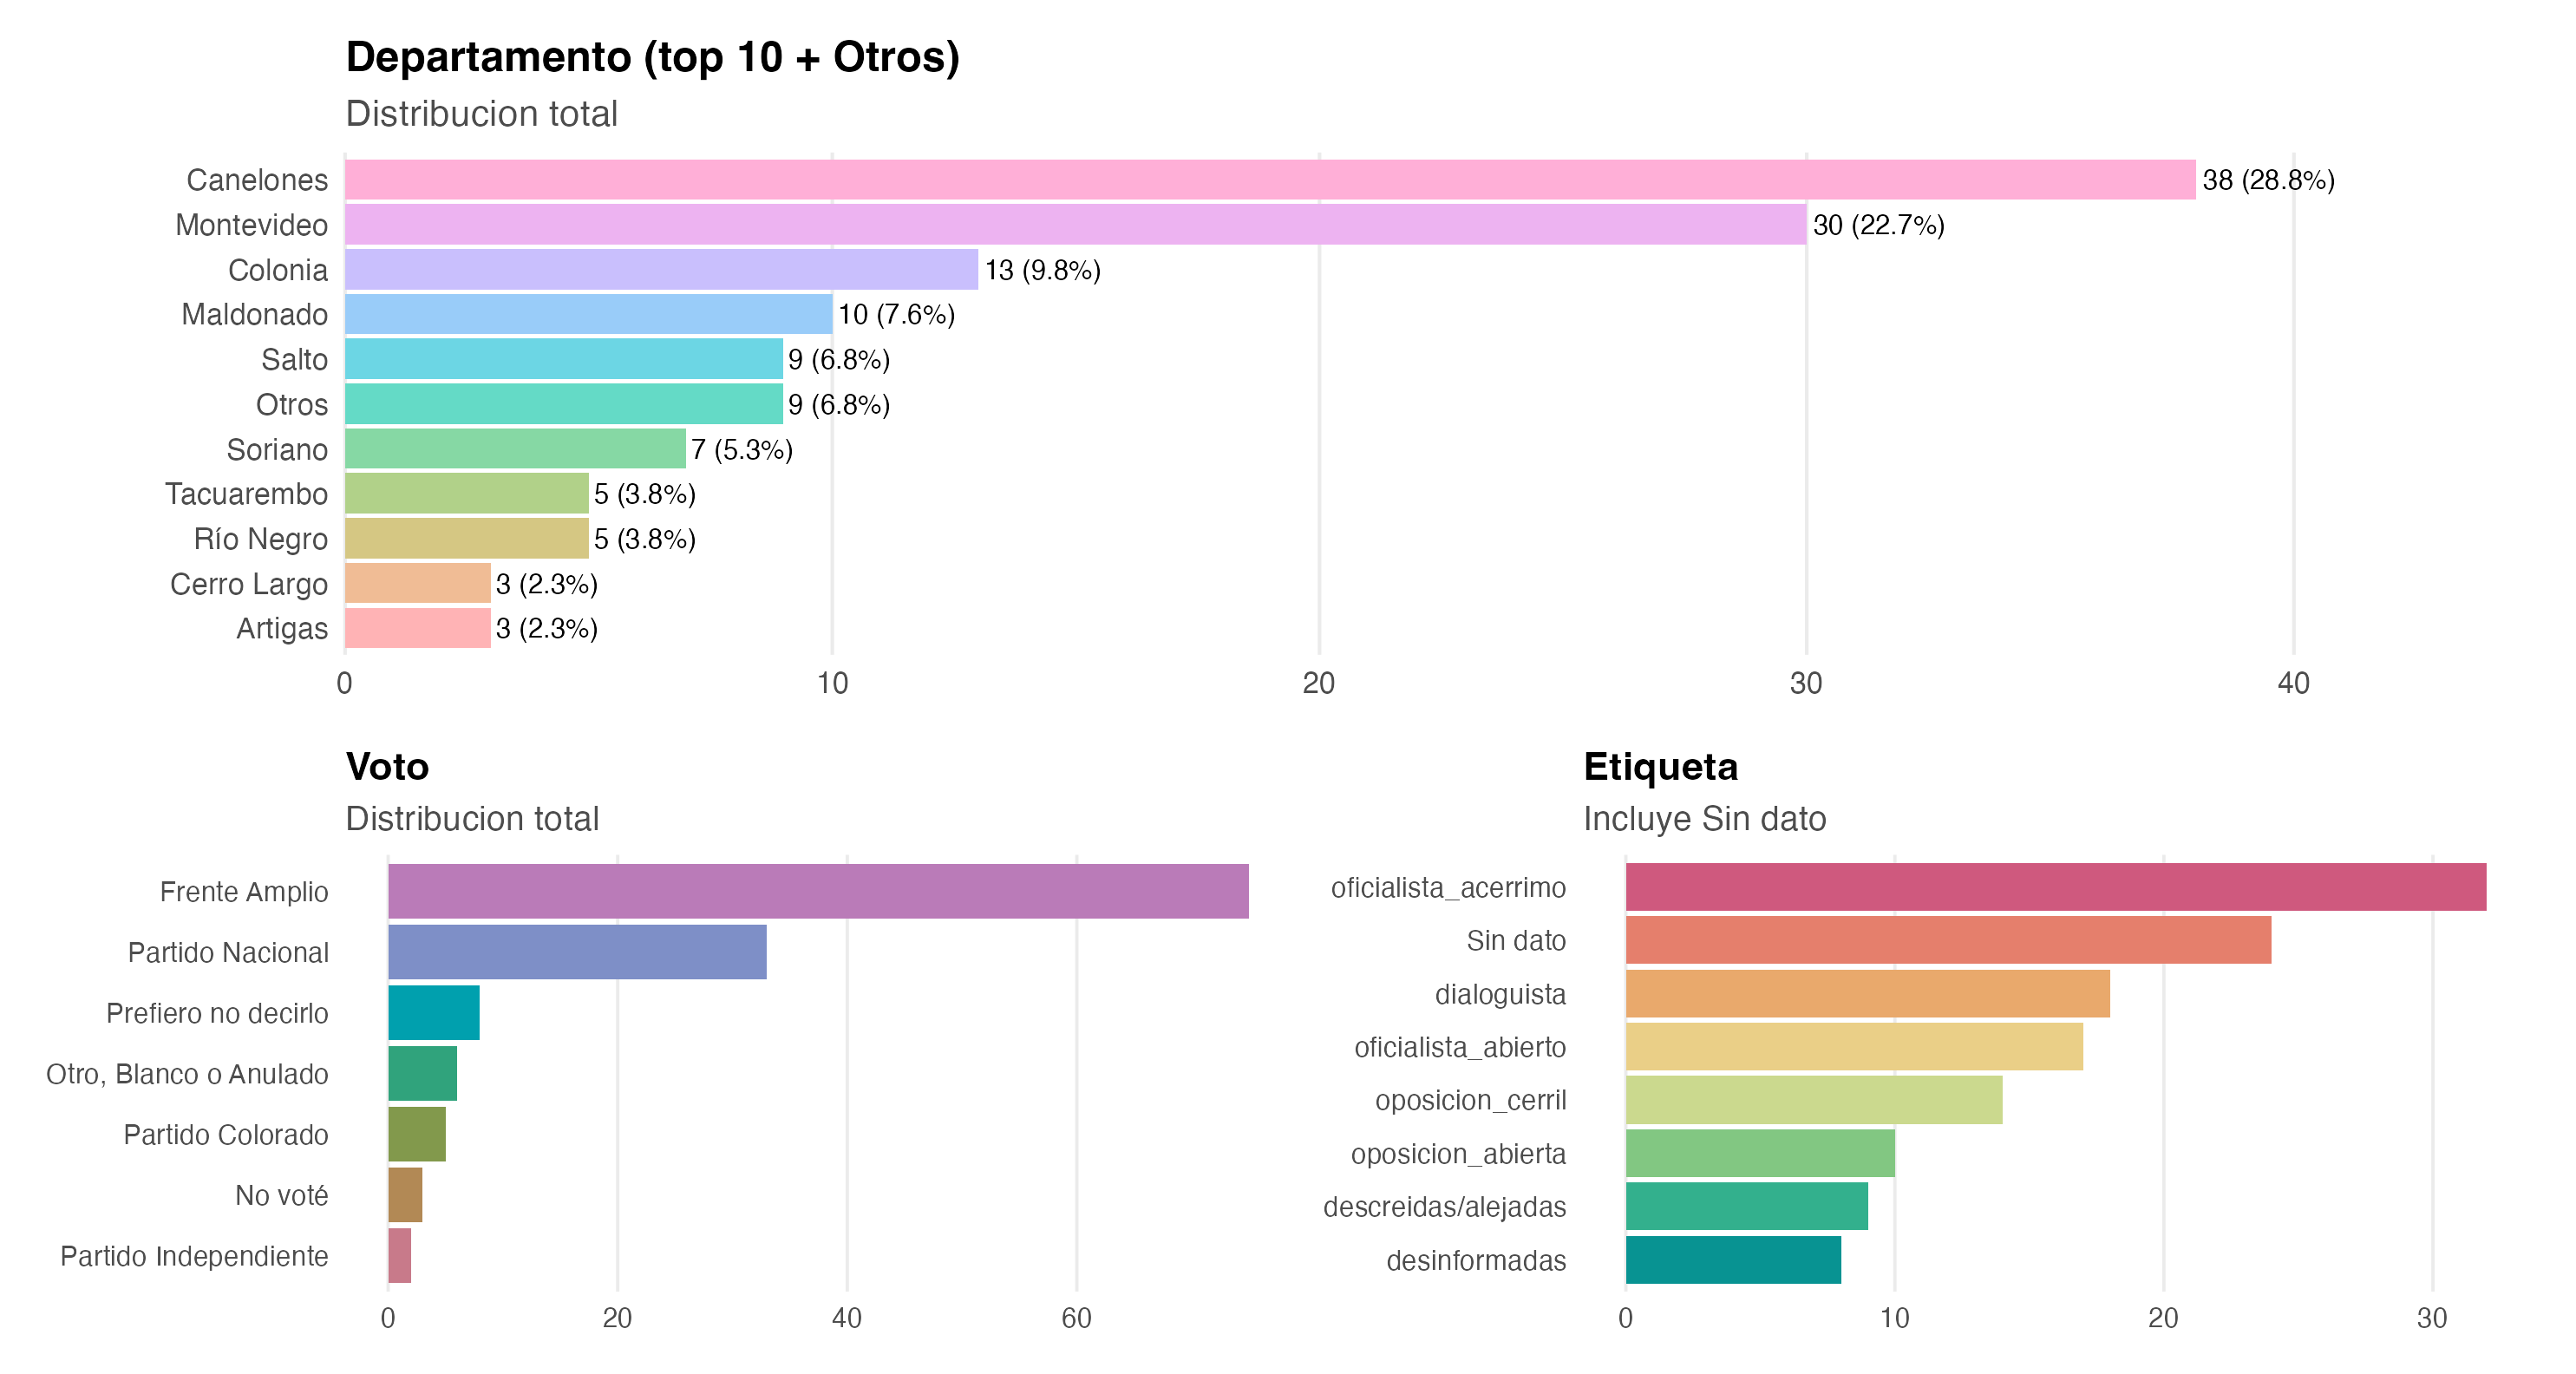 Departamento (top 10 + Otros)
Distribucion total
Canelones 38 (28.8%)
Montevideo 30 (22.7%)
Colonia 13 (9.8%)
Maldonado 10 (7.6%)
Salto 9 (6.8%)
Otros 9 (6.8%)
Soriano 7 (5.3%)
Tacuarembo 5 (3.8%)
Río Negro 5 (3.8%)
Cerro Largo 3 (2.3%)
Artigas 3 (2.3%)
0 10 20 30 40
Voto
Distribucion total
Frente Amplio
Partido Nacional
Prefiero no decirlo
Otro, Blanco o Anulado
Partido Colorado
No voté
Partido Independiente
0 20 40 60
Etiqueta
Incluye Sin dato
oficialista_acerrimo
Sin dato
dialoguista
oficialista_abierto
oposicion_cerril
oposicion_abierta
descreidas/alejadas
desinformadas
0 10 20 30